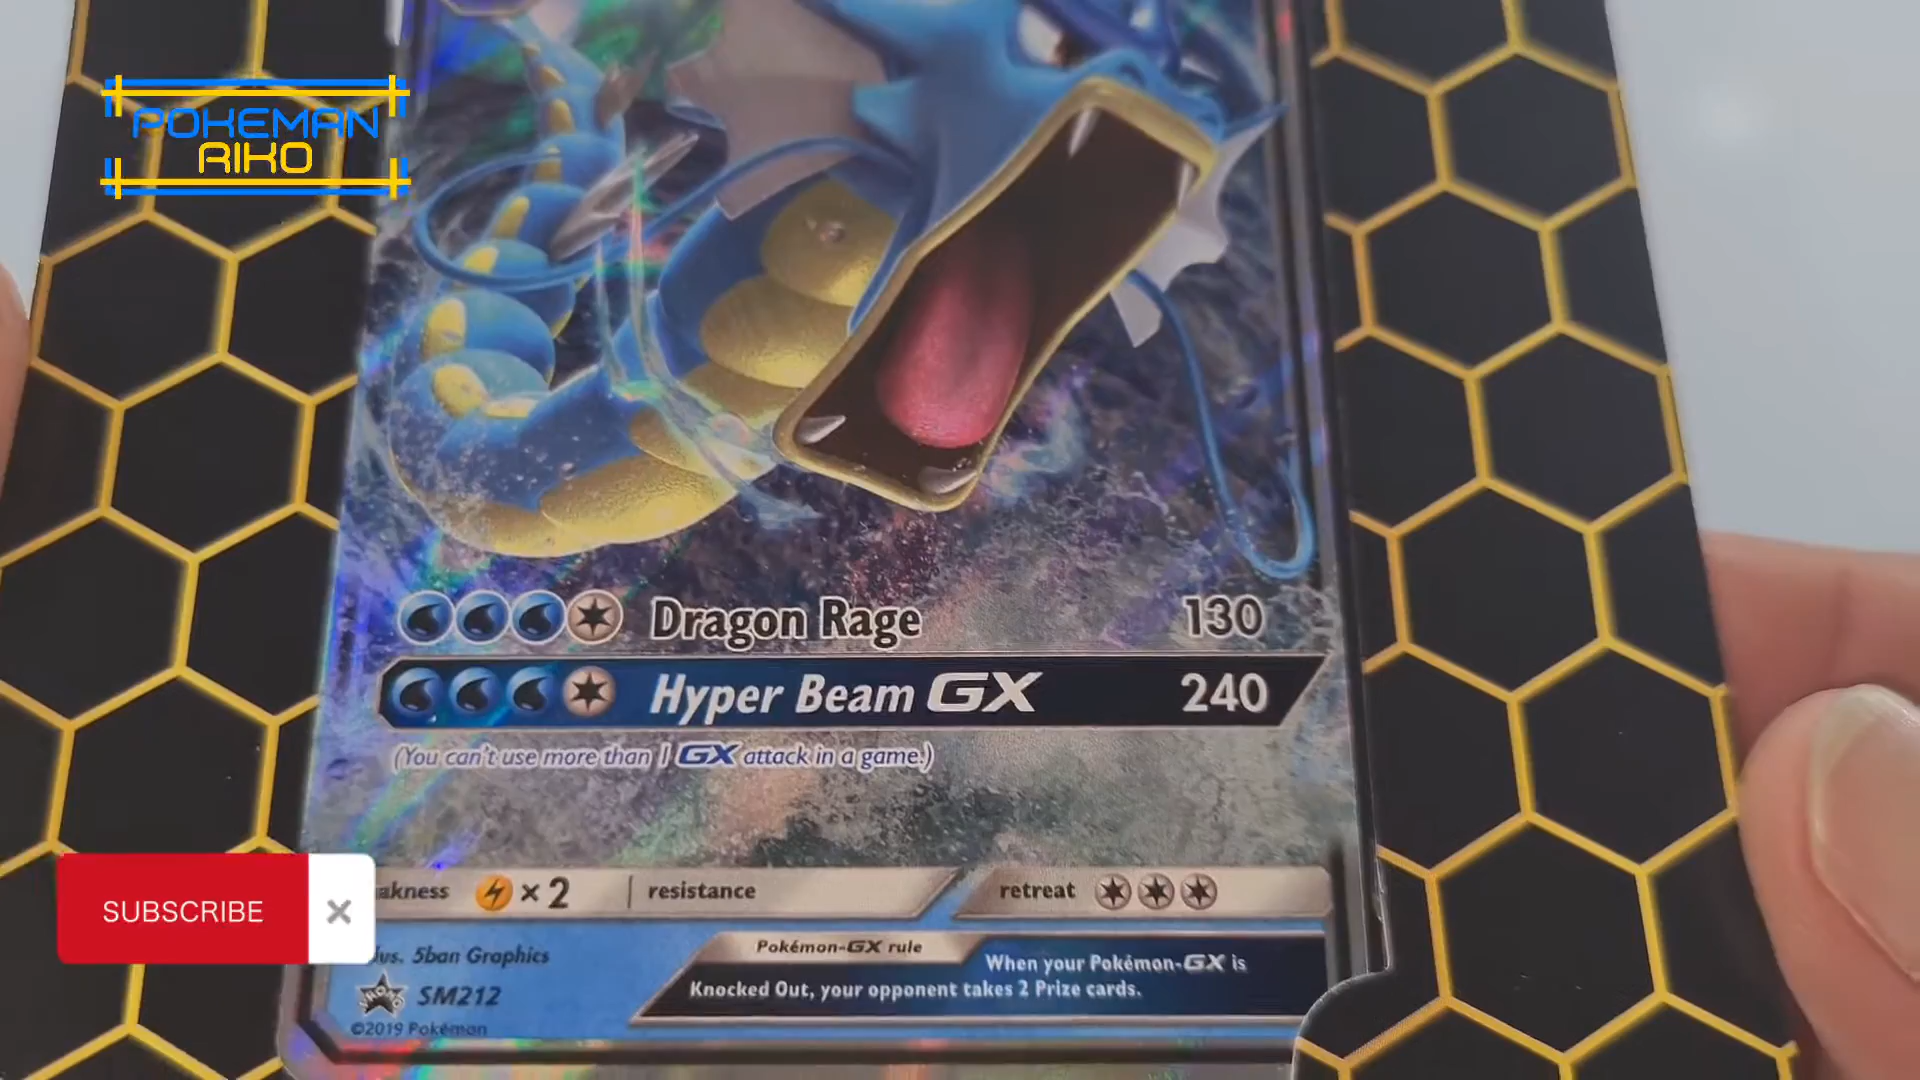 POKEMAN
RIKO
Dragon Rage 130
Hyper Beam GX 240
(You can't use more than 1 GX attack in a game.)
SUBSCRIBE
× 2 resistance retreat
Pokémon-GX rule
When your Pokémon-GX is
Knocked Out, your opponent takes 2 Prize cards.
5ban Graphics
PROMO SM212
©2019 Pokémon